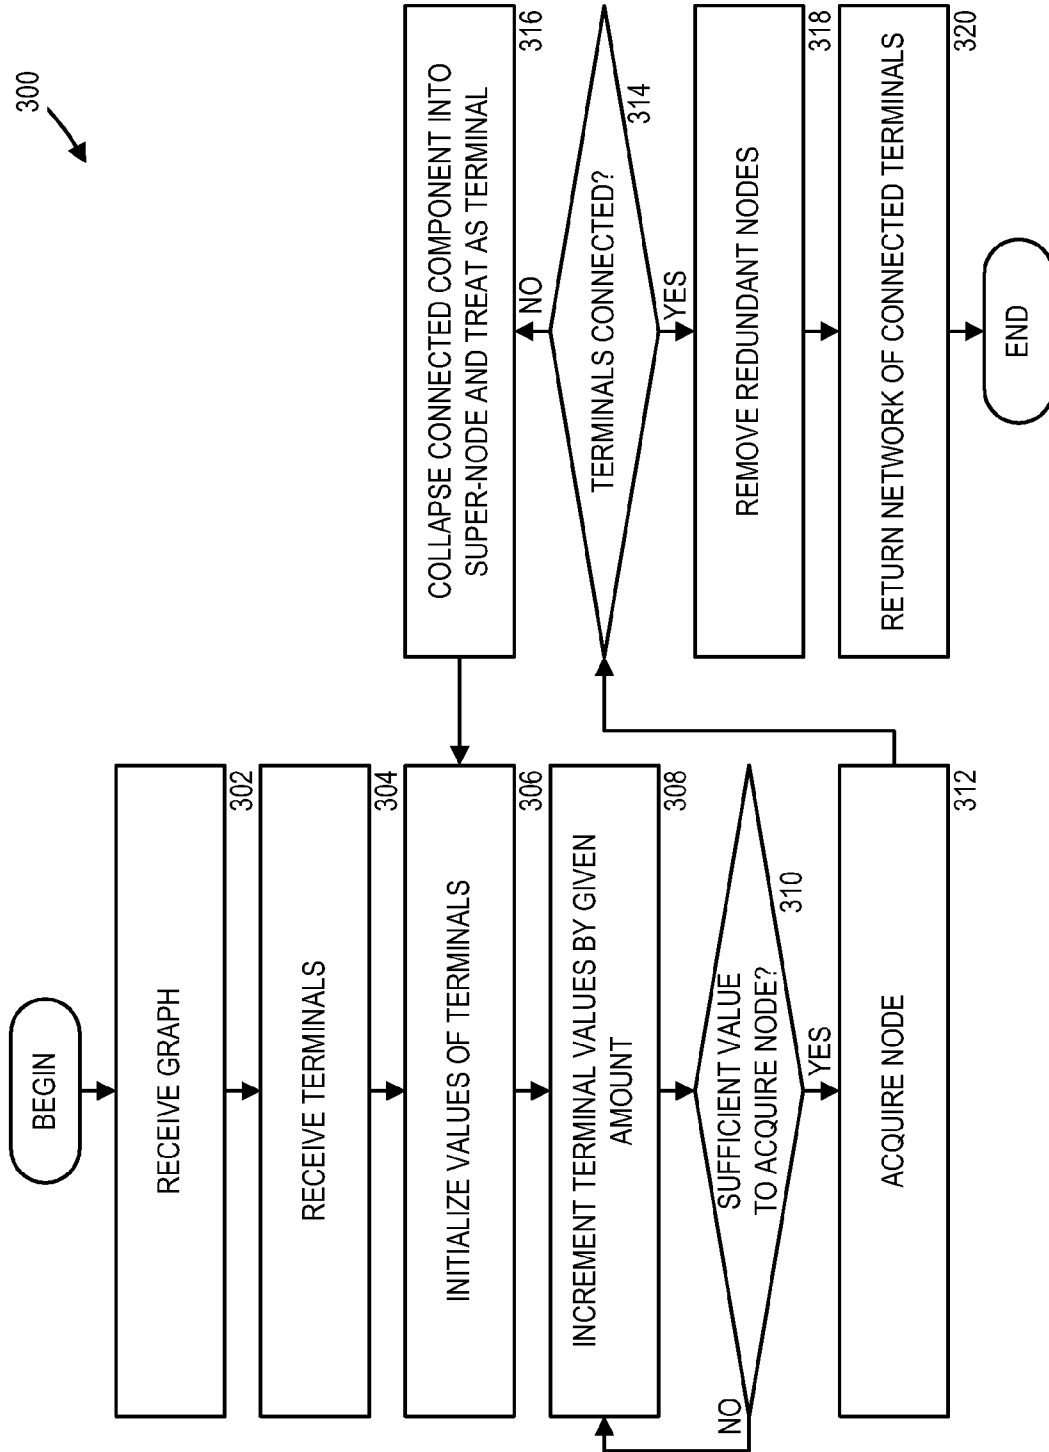 300
BEGIN
RECEIVE GRAPH
302
RECEIVE TERMINALS
304
INITIALIZE VALUES OF TERMINALS
306
INCREMENT TERMINAL VALUES BY GIVEN
AMOUNT
308
SUFFICIENT VALUE
TO ACQUIRE NODE?
310
NO
YES
ACQUIRE NODE
312
COLLAPSE CONNECTED COMPONENT INTO
SUPER-NODE AND TREAT AS TERMINAL
316
NO
TERMINALS CONNECTED?
314
YES
REMOVE REDUNDANT NODES
318
RETURN NETWORK OF CONNECTED TERMINALS
320
END